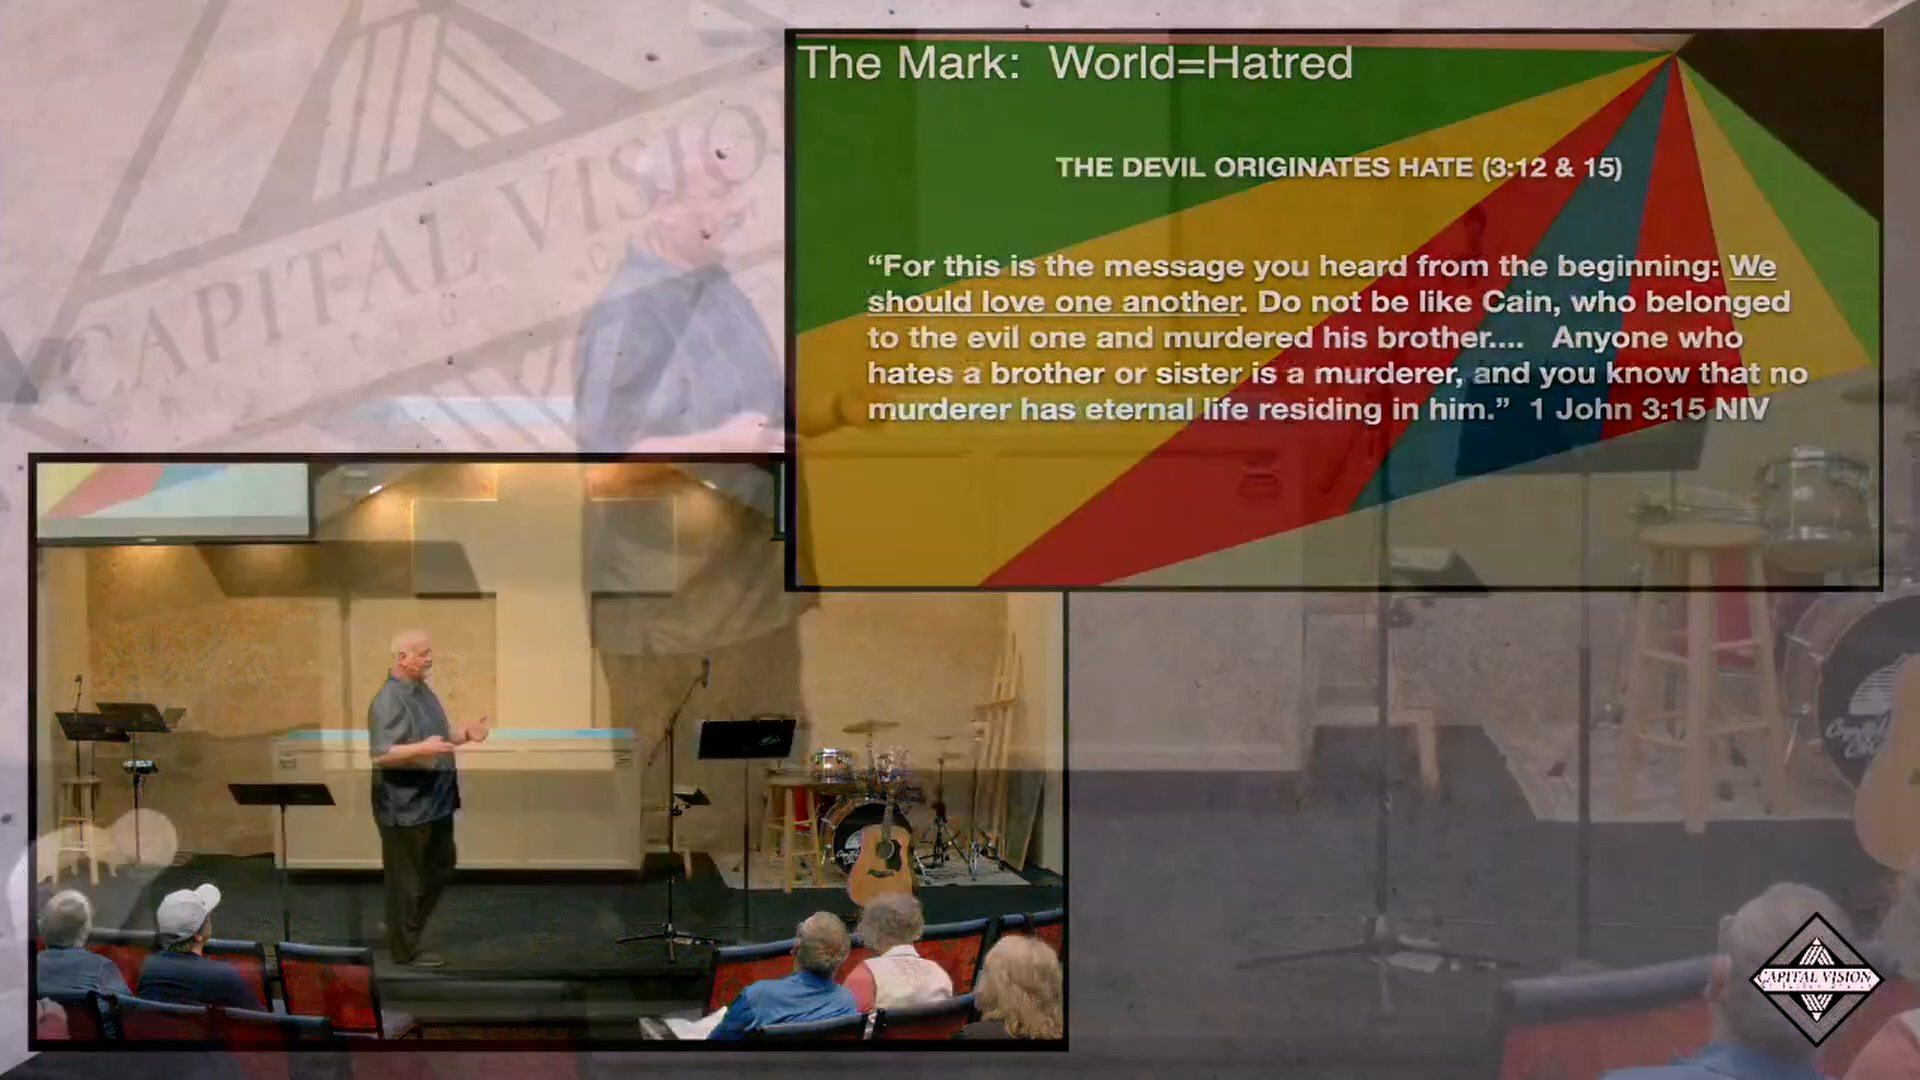 The Mark: World=Hatred
THE DEVIL ORIGINATES HATE (3:12 & 15)
“For this is the message you heard from the beginning: We
should love one another. Do not be like Cain, who belonged
to the evil one and murdered his brother.... Anyone who
hates a brother or sister is a murderer, and you know that no
murderer has eternal life residing in him.” 1 John 3:15 NIV
CAPITAL VISION
CAPITAL VISION